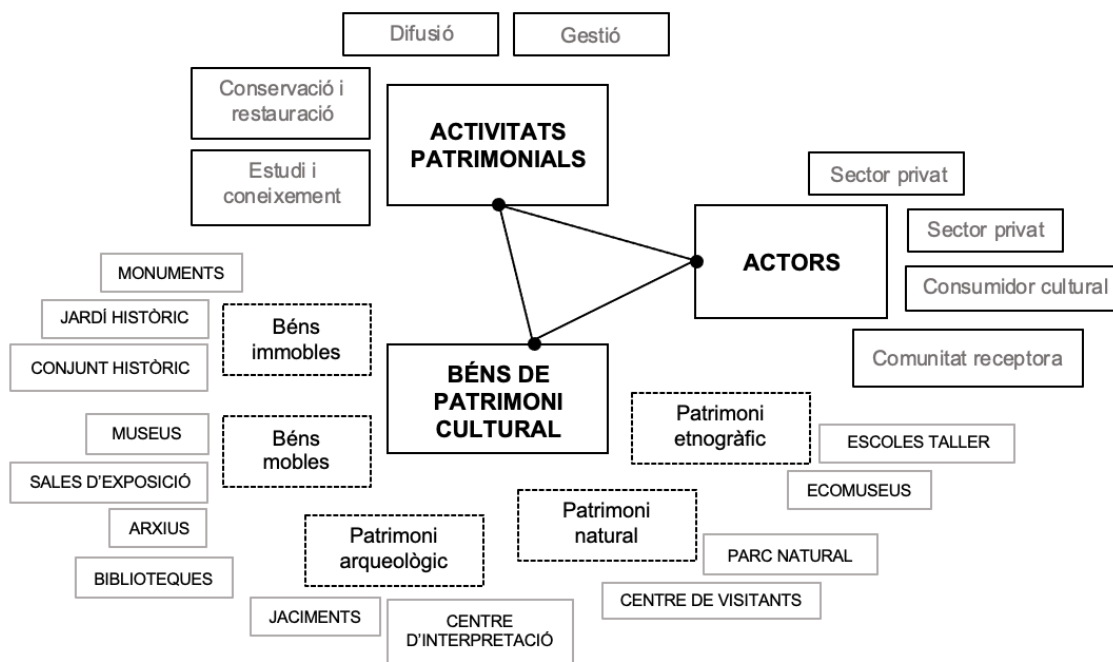 Difusió
Gestió
Conservació i
restauració
ACTIVITATS
PATRIMONIALS
Estudi i
coneixement
Sector privat
Sector privat
ACTORS
Consumidor cultural
Comunitat receptora
MONUMENTS
JARDÍ HISTÒRIC
CONJUNT HISTÒRIC
Béns
immobles
BÉNS DE
PATRIMONI
CULTURAL
MUSEUS
SALES D'EXPOSICIÓ
ARXIUS
BIBLIOTEQUES
Béns
mobles
Patrimoni
arqueològic
JACIMENTS
CENTRE
D'INTERPRETACIÓ
Patrimoni
natural
PARC NATURAL
CENTRE DE VISITANTS
Patrimoni
etnogràfic
ESCOLES TALLER
ECOMUSEUS